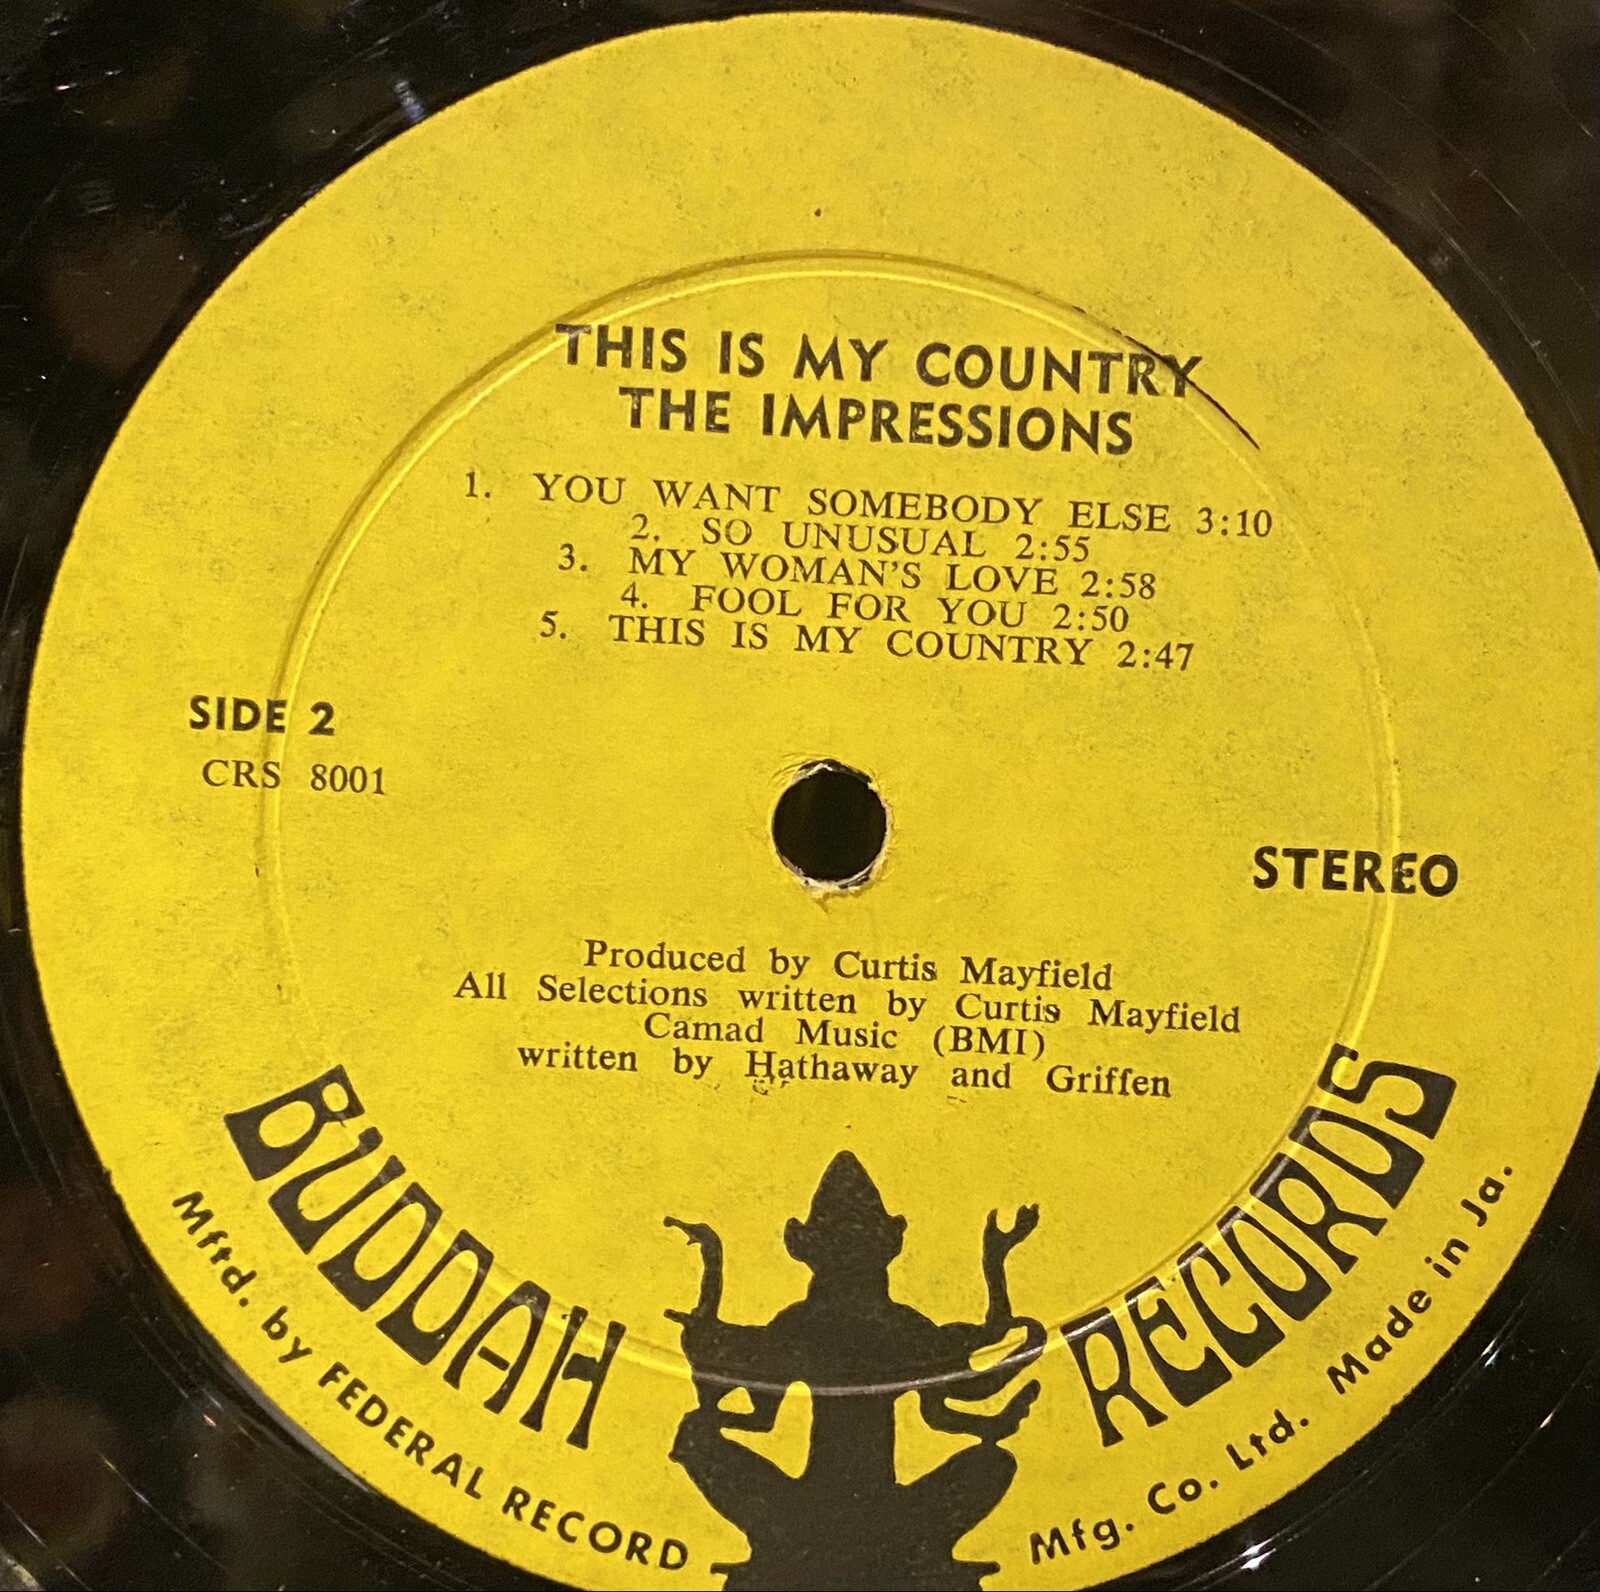 THIS IS MY COUNTRY
THE IMPRESSIONS
1. YOU WANT SOMEBODY ELSE 3:10
2. SO UNUSUAL 2:55
3. MY WOMAN'S LOVE 2:58
4. FOOL FOR YOU 2:50
5. THIS IS MY COUNTRY 2:47
SIDE 2
CRS 8001
STEREO
Produced by Curtis Mayfield
All Selections written by Curtis Mayfield
Camad Music (BMI)
written by Hathaway and Griffen
BUDDAH RECORDS
Mftd. by FEDERAL RECORD Mfg. Co. Ltd. Made in Ja.